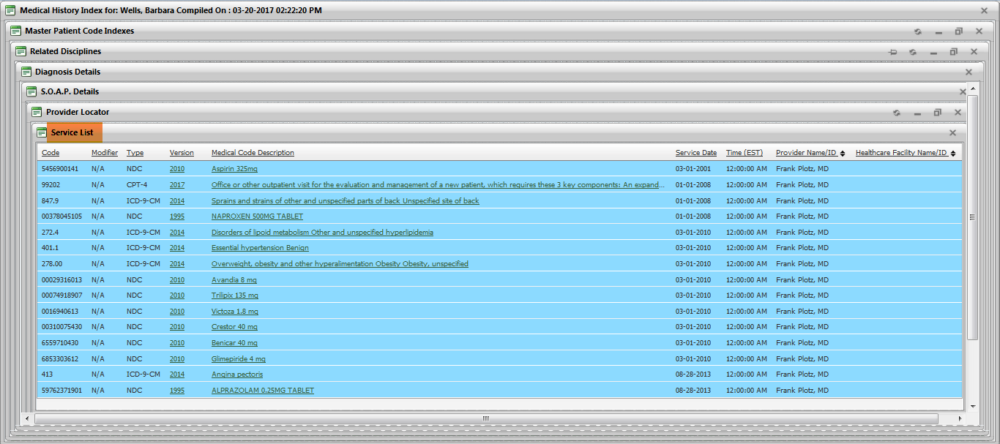 Medical History Index for: Wells, Barbara Compiled On : 03-20-2017 02:22:20 PM
Master Patient Code Indexes
Related Disciplines
Diagnosis Details
S.O.A.P. Details
Provider Locator
Service List
Code Modifier Type Version Medical Code Description Service Date Time (EST) Provider Name/ID Healthcare Facility Name/ID
5456900141 N/A NDC 2010 Aspirin 325mg 03-01-2001 12:00:00 AM Frank Plotz, MD
99202 N/A CPT-4 2017 Office or other outpatient visit for the evaluation and management of a new patient, which requires these 3 key components: An expand... 01-01-2008 12:00:00 AM Frank Plotz, MD
847.9 N/A ICD-9-CM 2014 Sprains and strains of other and unspecified parts of back Unspecified site of back 01-01-2008 12:00:00 AM Frank Plotz, MD
00378045105 N/A NDC 1995 NAPROXEN 500MG TABLET 01-01-2008 12:00:00 AM Frank Plotz, MD
272.4 N/A ICD-9-CM 2014 Disorders of lipoid metabolism Other and unspecified hyperlipidemia 03-01-2010 12:00:00 AM Frank Plotz, MD
401.1 N/A ICD-9-CM 2014 Essential hypertension Benign 03-01-2010 12:00:00 AM Frank Plotz, MD
278.00 N/A ICD-9-CM 2014 Overweight, obesity and other hyperalimentation Obesity Obesity, unspecified 03-01-2010 12:00:00 AM Frank Plotz, MD
00029316013 N/A NDC 2010 Avandia 8 mg 03-01-2010 12:00:00 AM Frank Plotz, MD
00074918907 N/A NDC 2010 Trilipix 135 mg 03-01-2010 12:00:00 AM Frank Plotz, MD
0016940613 N/A NDC 2010 Victoza 1.8 mg 03-01-2010 12:00:00 AM Frank Plotz, MD
00310075430 N/A NDC 2010 Crestor 40 mg 03-01-2010 12:00:00 AM Frank Plotz, MD
6559710430 N/A NDC 2010 Benicar 40 mg 03-01-2010 12:00:00 AM Frank Plotz, MD
6853303612 N/A NDC 2010 Glimepiride 4 mg 03-01-2010 12:00:00 AM Frank Plotz, MD
413 N/A ICD-9-CM 2014 Angina pectoris 08-28-2013 12:00:00 AM Frank Plotz, MD
59762371901 N/A NDC 1995 ALPRAZOLAM 0.25MG TABLET 08-28-2013 12:00:00 AM Frank Plotz, MD